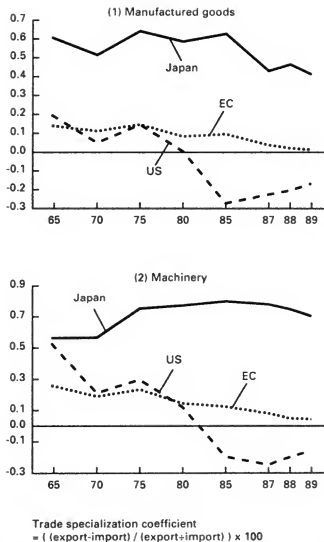 (1) Manufactured goods
0.7
0.6
0.5
0.4
0.3
0.2
0.1
0.0
-0.1
-0.2
-0.3
Japan
EC
US
65 70 75 80 85 87 88 89
(2) Machinery
0.9
0.7
0.5
0.3
0.1
0.0
-0.1
-0.3
Japan
US
EC
65 70 75 80 85 87 88 89
Trade specialization coefficient
= ( (export-import) / (export÷import) ) x 100